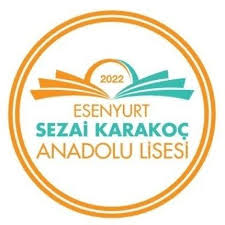 2022
ESENYURT
SEZAİ KARAKOÇ
ANADOLU LİSESİ